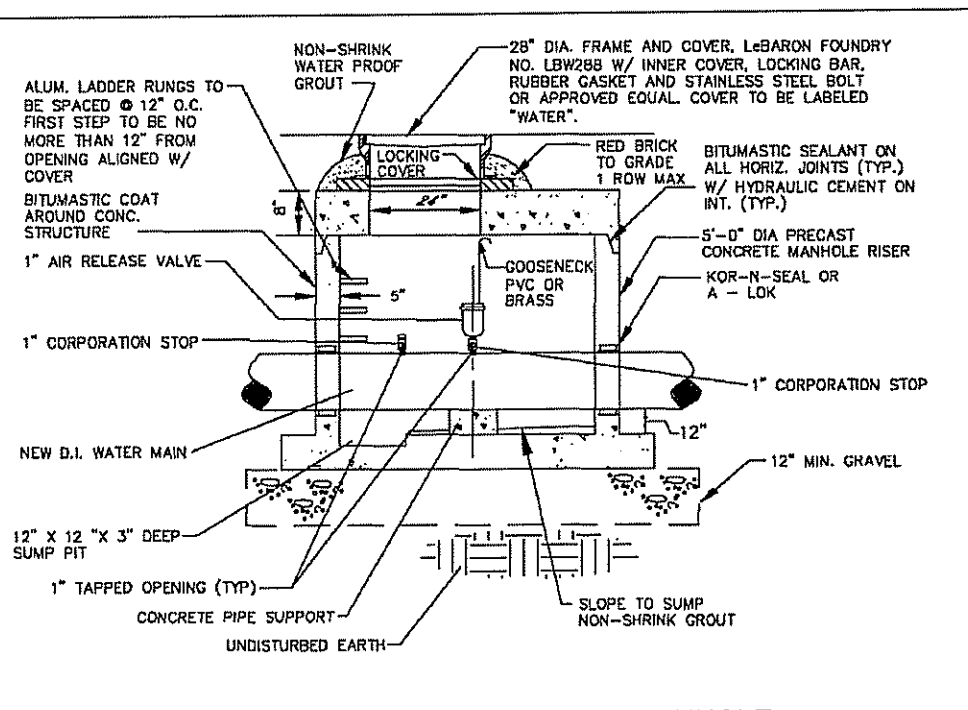 NON-SHRINK
WATER PROOF
GROUT
28" DIA. FRAME AND COVER, LeBARON FOUNDRY
NO. LBW288 W/ INNER COVER, LOCKING BAR,
RUBBER GASKET AND STAINLESS STEEL BOLT
OR APPROVED EQUAL. COVER TO BE LABELED
"WATER".
ALUM. LADDER RUNGS TO
BE SPACED @ 12" O.C.
FIRST STEP TO BE NO
MORE THAN 12" FROM
OPENING ALIGNED W/
COVER
LOCKING
COVER
RED BRICK
TO GRADE
1 ROW MAX
BITUMASTIC SEALANT ON
ALL HORIZ. JOINTS (TYP.)
W/ HYDRAULIC CEMENT ON
INT. (TYP.)
BITUMASTIC COAT
AROUND CONC.
STRUCTURE
8"
5'-0" DIA PRECAST
CONCRETE MANHOLE RISER
1" AIR RELEASE VALVE
GOOSENECK
PVC OR
BRASS
KOR-N-SEAL OR
A - LOK
5"
1" CORPORATION STOP
1" CORPORATION STOP
NEW D.I. WATER MAIN
12"
12" MIN. GRAVEL
12" X 12 "X 3" DEEP
SUMP PIT
1" TAPPED OPENING (TYP)
CONCRETE PIPE SUPPORT
SLOPE TO SUMP
NON-SHRINK GROUT
UNDISTURBED EARTH